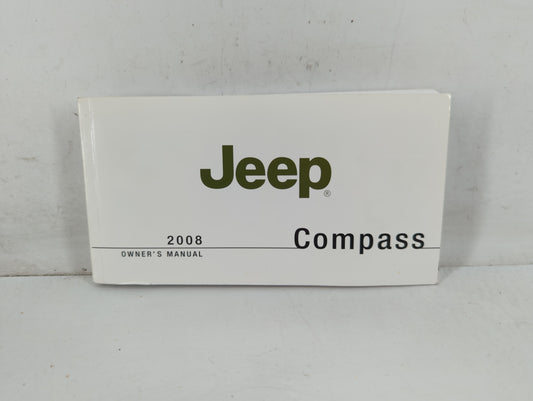 Jeep®
2008 Compass
OWNER'S MANUAL